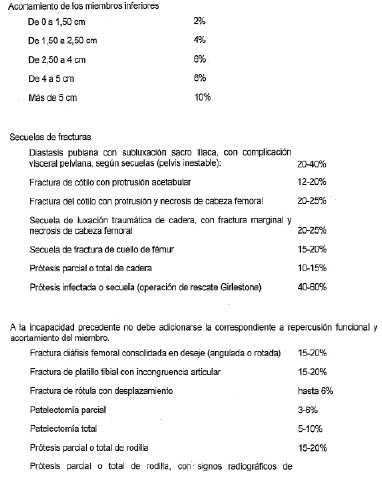 Acortamiento de los miembros inferiores
De 0 a 1,50 cm 2%
De 1,50 a 2,50 cm 4%
De 2,50 a 4 cm 6%
De 4 a 5 cm 8%
Más de 5 cm 10%
Secuelas de fracturas
Diastasis pubiana con subluxación sacro ilíaca, con complicación
visceral pelviana, según secuelas (pelvis inestable): 20-40%
Fractura de cótilo con protrusión acetabular 12-20%
Fractura del cótilo con protrusión y necrosis de cabeza femoral 20-25%
Secuela de luxación traumática de cadera, con fractura marginal y
necrosis de cabeza femoral 20-25%
Secuela de fractura de cuello de fémur 15-20%
Prótesis parcial o total de cadera 10-15%
Prótesis infectada o secuela (operación de rescate Girlestone) 40-60%
A la incapacidad precedente no debe adicionarse la correspondiente a repercusión funcional y
acortamiento del miembro.
Fractura diáfisis femoral consolidada en deseje (angulada o rotada) 15-20%
Fractura de platillo tibial con incongruencia articular 15-20%
Fractura de rótula con desplazamiento hasta 6%
Patelectomía parcial 3-6%
Patelectomía total 5-10%
Prótesis parcial o total de rodilla 15-20%
Prótesis parcial o total de rodilla, con signos radiográficos de